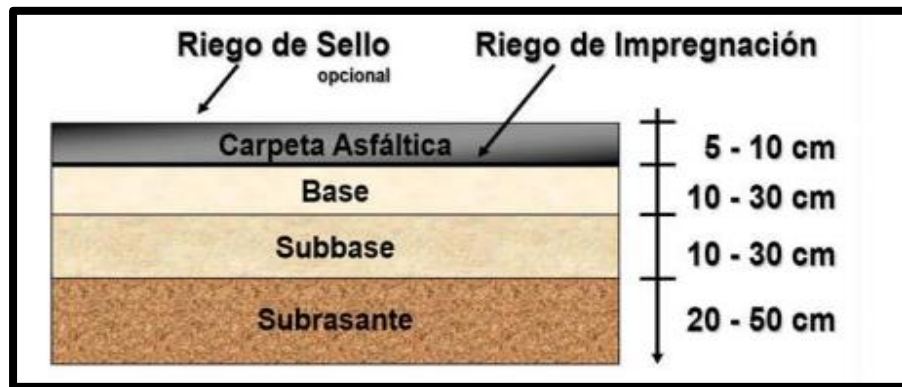 Riego de Sello
opcional
Riego de Impregnación
Carpeta Asfáltica
5 - 10 cm
Base
10 - 30 cm
Subbase
10 - 30 cm
Subrasante
20 - 50 cm